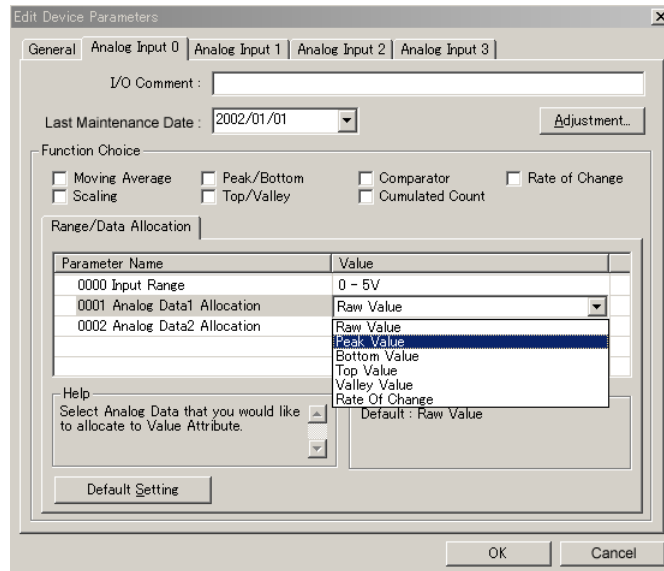 Edit Device Parameters
General Analog Input 0 Analog Input 1 Analog Input 2 Analog Input 3
I/O Comment :
Last Maintenance Date : 2002/01/01 Adjustment...
Function Choice
Moving Average Peak/Bottom Comparator Rate of Change
Scaling Top/Valley Cumulated Count
Range/Data Allocation
Parameter Name Value
0000 Input Range 0 - 5V
0001 Analog Data1 Allocation Raw Value
0002 Analog Data2 Allocation Raw Value
Peak Value
Bottom Value
Top Value
Valley Value
Rate Of Change
Help
Select Analog Data that you would like
to allocate to Value Attribute.
Default : Raw Value
Default Setting
OK Cancel